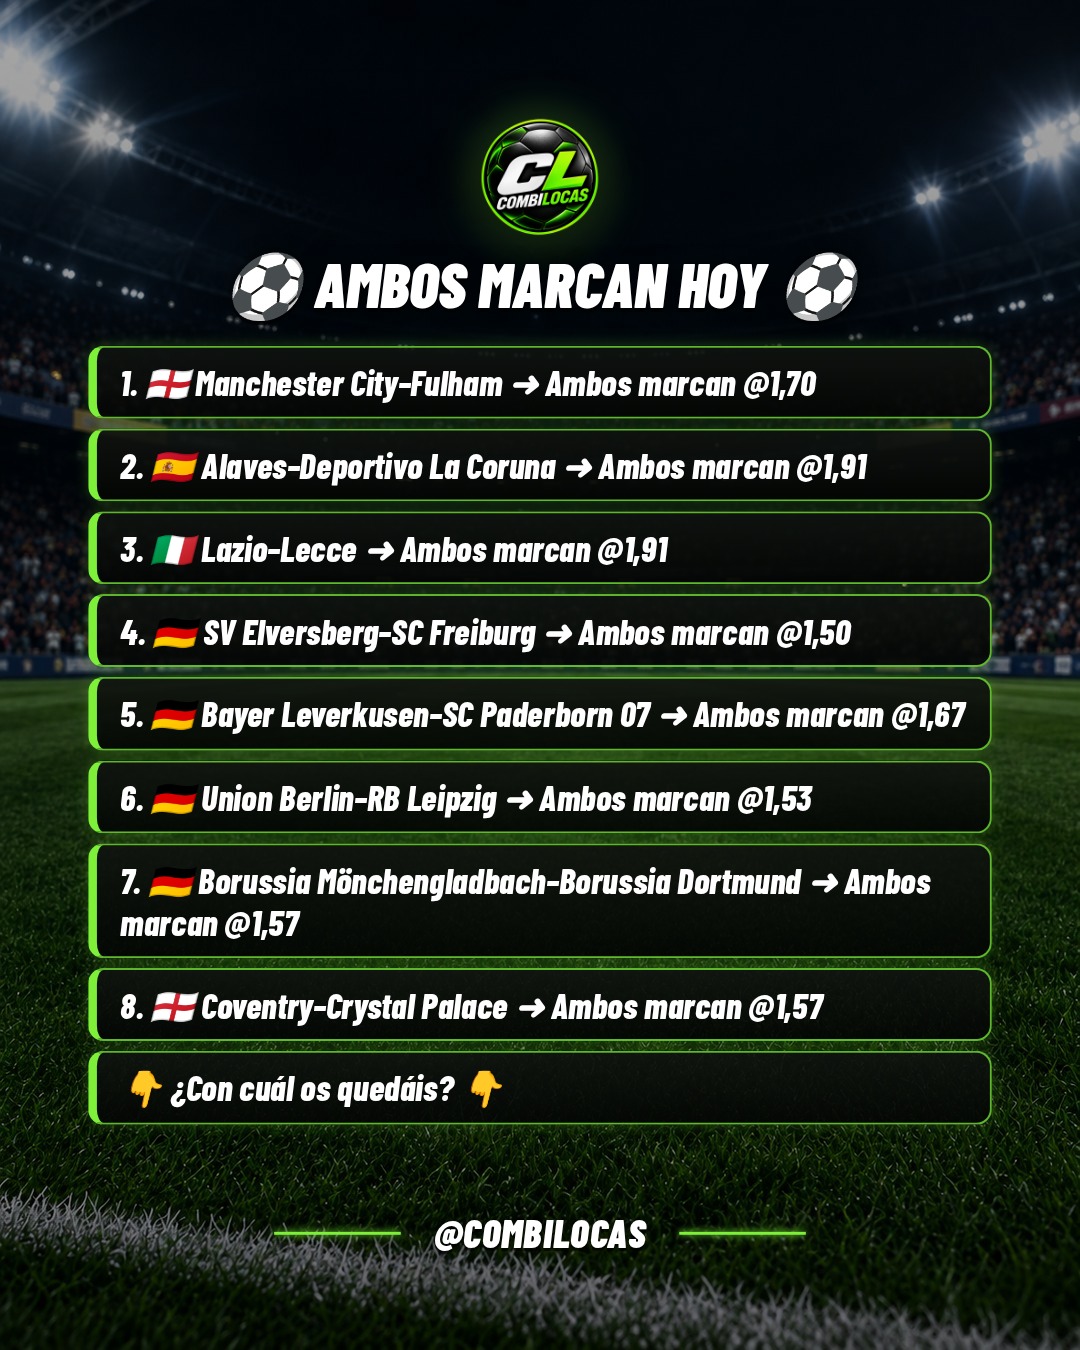 CL
COMBILOCAS
⚽ AMBOS MARCAN HOY ⚽
1. 🏴󠁧󠁢󠁥󠁮󠁧󠁿 Manchester City-Fulham ➜ Ambos marcan @1,70
2. 🇪🇸 Alaves-Deportivo La Coruna ➜ Ambos marcan @1,91
3. 🇮🇹 Lazio-Lecce ➜ Ambos marcan @1,91
4. 🇩🇪 SV Elversberg-SC Freiburg ➜ Ambos marcan @1,50
5. 🇩🇪 Bayer Leverkusen-SC Paderborn 07 ➜ Ambos marcan @1,67
6. 🇩🇪 Union Berlin-RB Leipzig ➜ Ambos marcan @1,53
7. 🇩🇪 Borussia Mönchengladbach-Borussia Dortmund ➜ Ambos
marcan @1,57
8. 🏴󠁧󠁢󠁥󠁮󠁧󠁿 Coventry-Crystal Palace ➜ Ambos marcan @1,57
👇 ¿Con cuál os quedáis? 👇
@COMBILOCAS